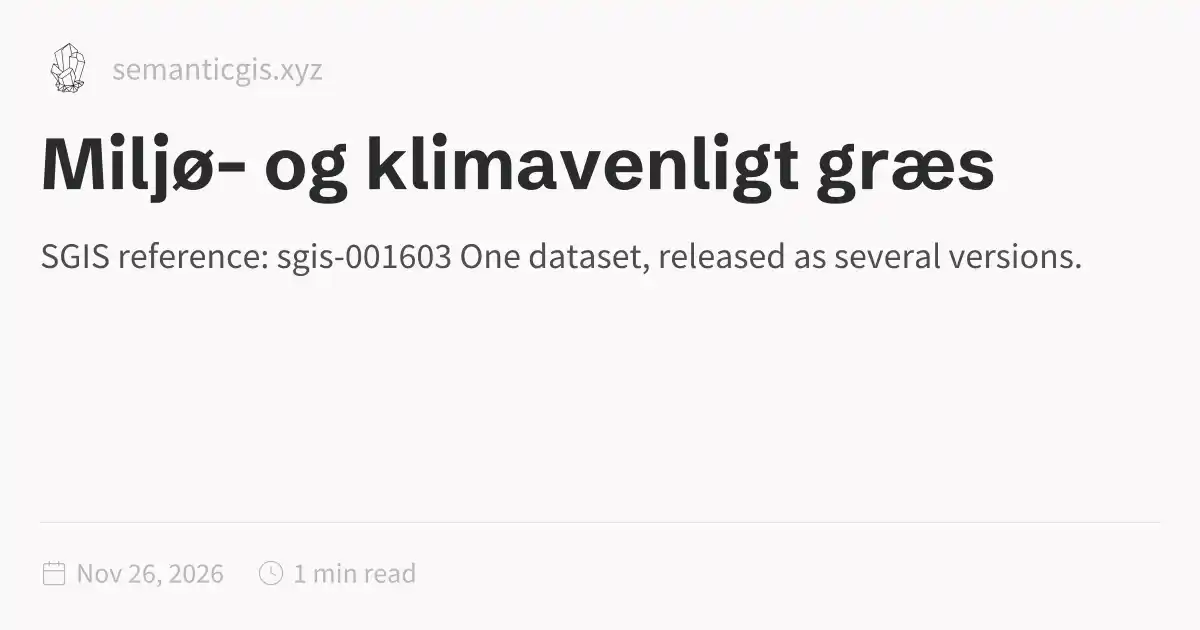 semanticgis.xyz
Miljø- og klimavenligt græs
SGIS reference: sgis-001603 One dataset, released as several versions.
Nov 26, 2026
1 min read